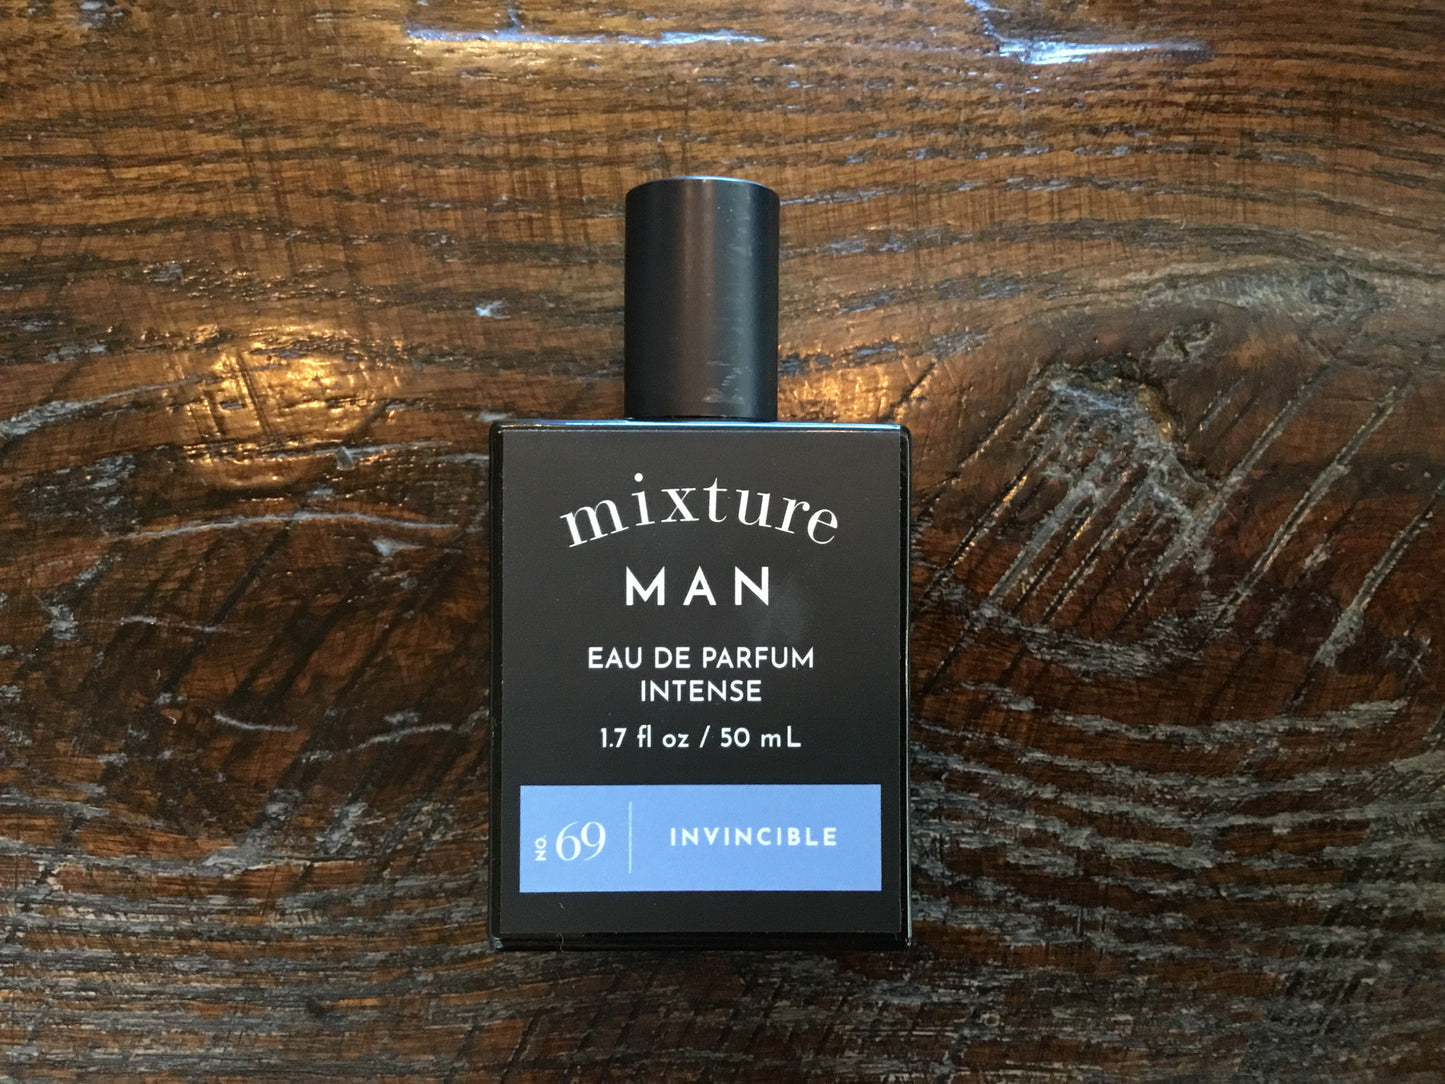 mixture
MAN
EAU DE PARFUM
INTENSE
1.7 fl oz / 50 mL
NO. 69 | INVINCIBLE